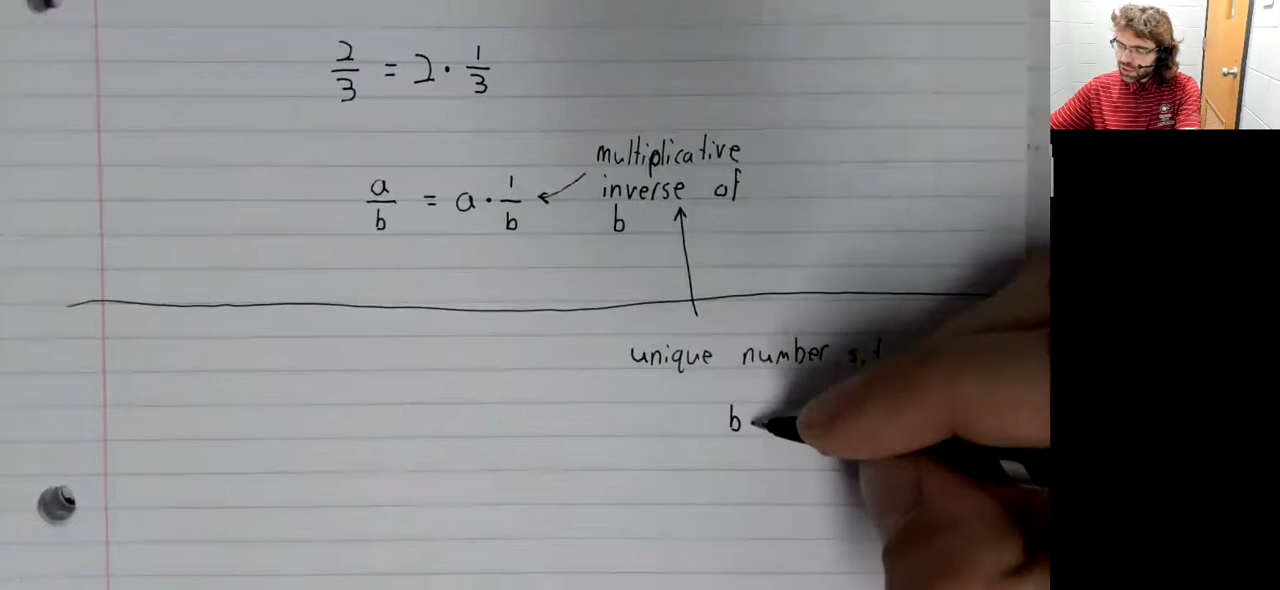 2/3 = 2 · 1/3
multiplicative
a/b = a · 1/b inverse of
b
unique number s.t
b